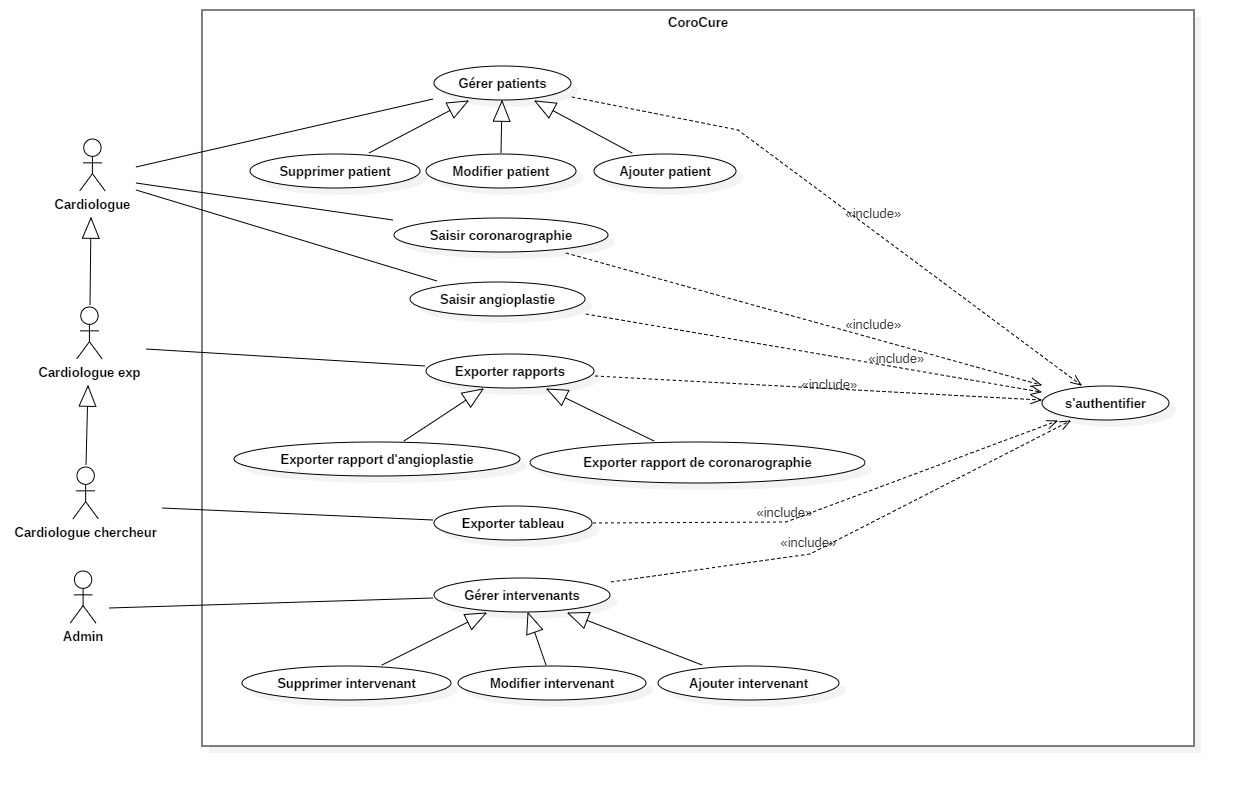 CoroCure
Gérer patients
Supprimer patient
Modifier patient
Ajouter patient
Cardiologue
«include»
Saisir coronarographie
Saisir angioplastie
«include»
«include»
Cardiologue exp
Exporter rapports
«include»
s'authentifier
Exporter rapport d'angioplastie
Exporter rapport de coronarographie
«include»
Exporter tableau
Cardiologue chercheur
«include»
Gérer intervenants
Admin
Supprimer intervenant
Modifier intervenant
Ajouter intervenant